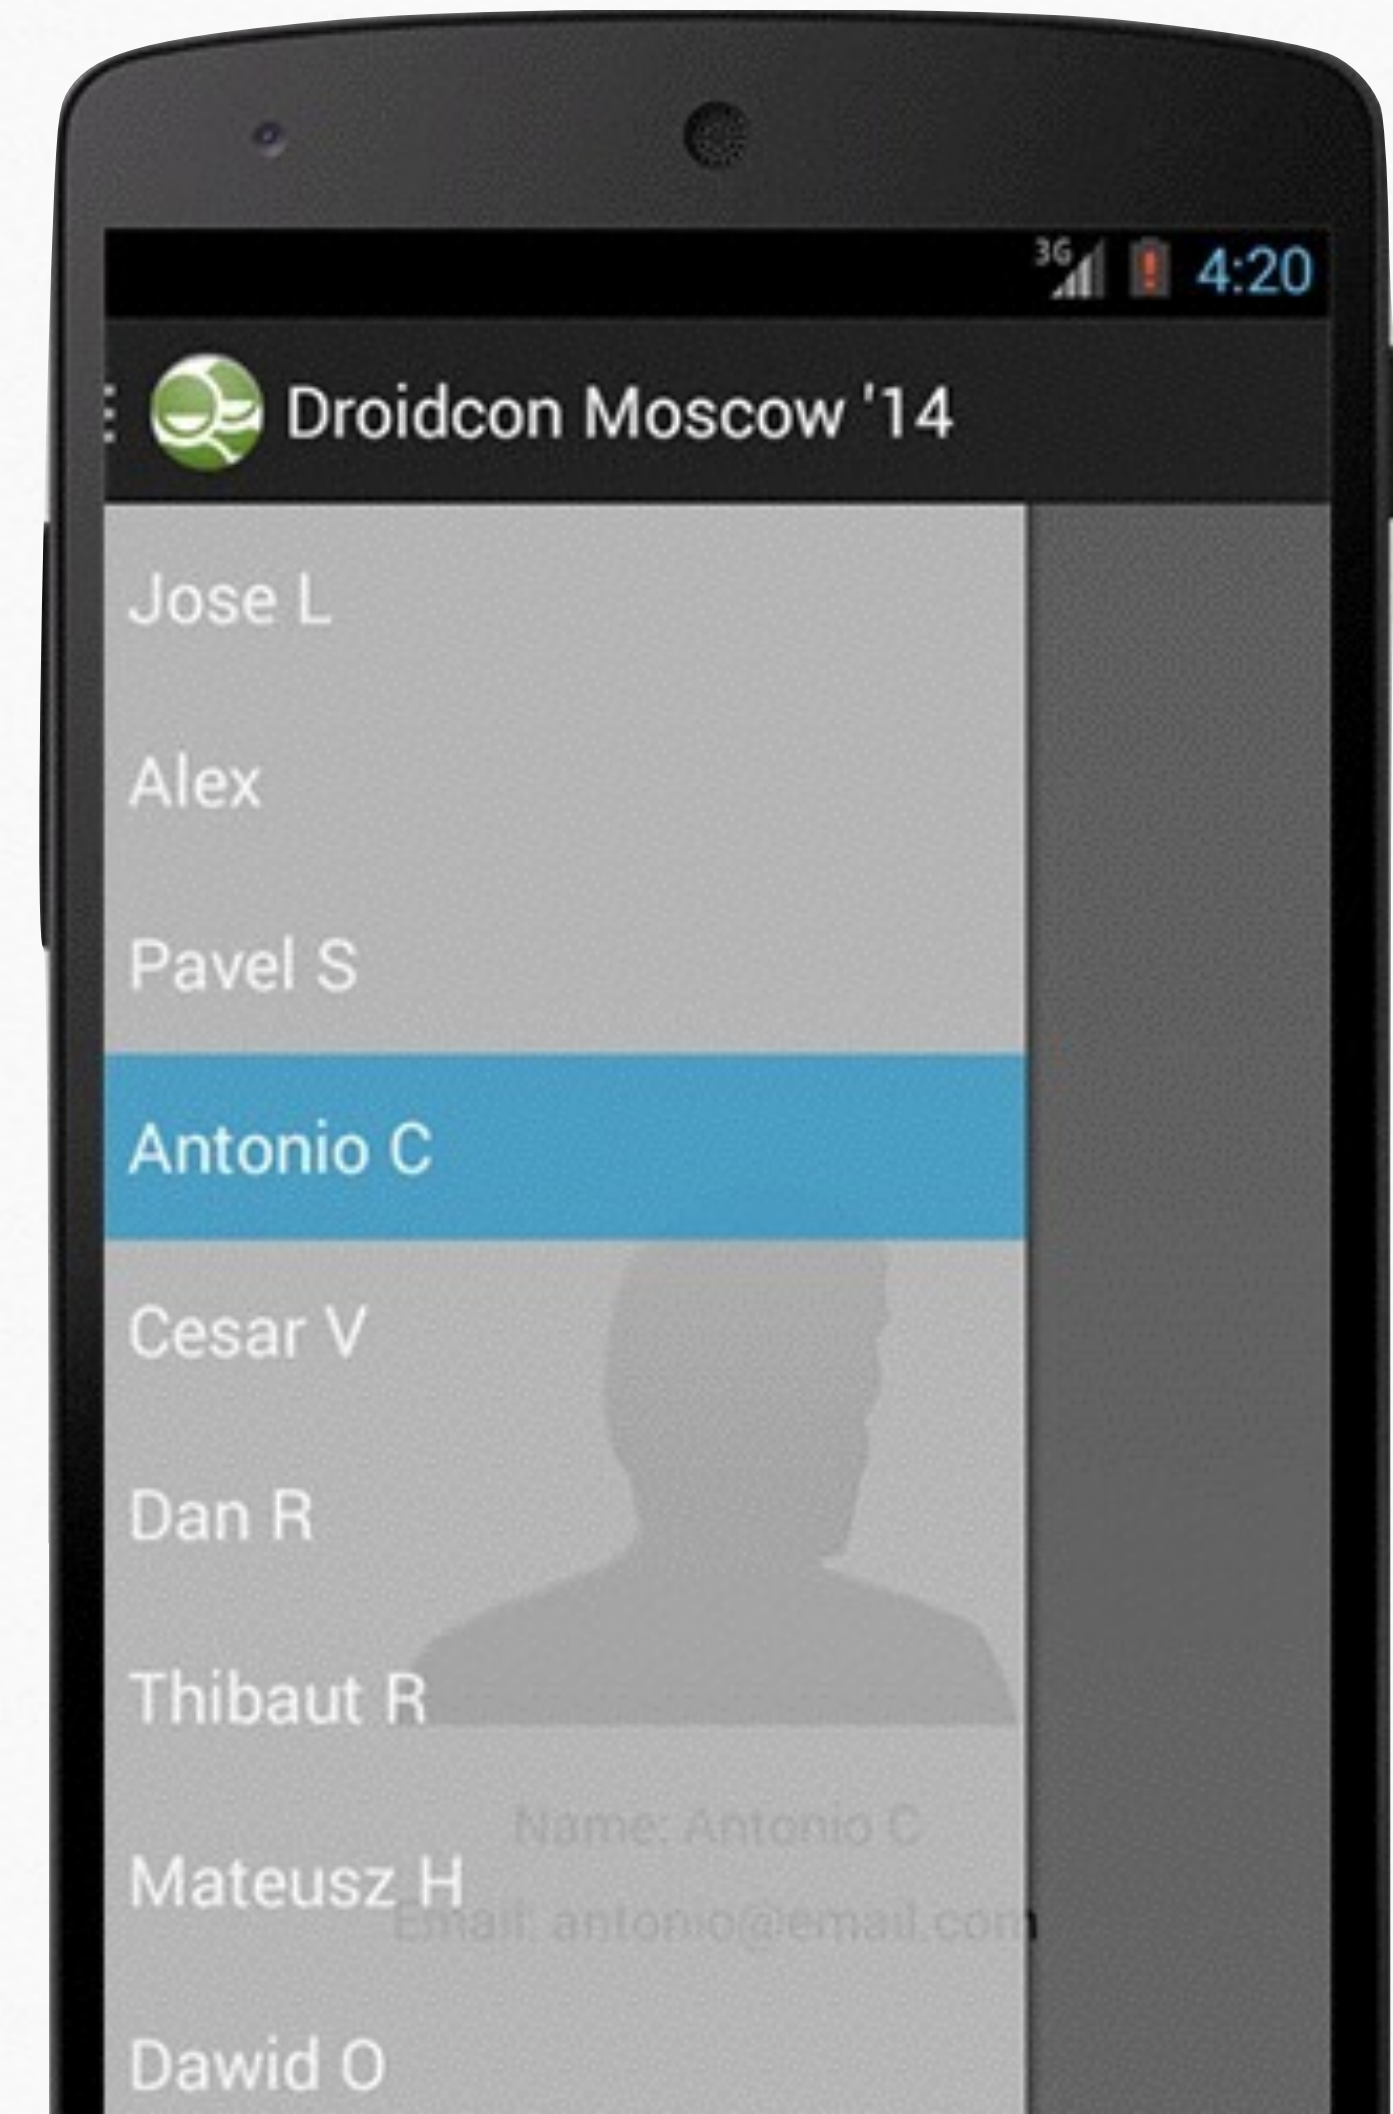 3G 4:20
Droidcon Moscow '14
Jose L
Alex
Pavel S
Antonio C
Cesar V
Dan R
Thibaut R
Name: Antonio C
Mateusz H
Email: antonio@email.com
Dawid O